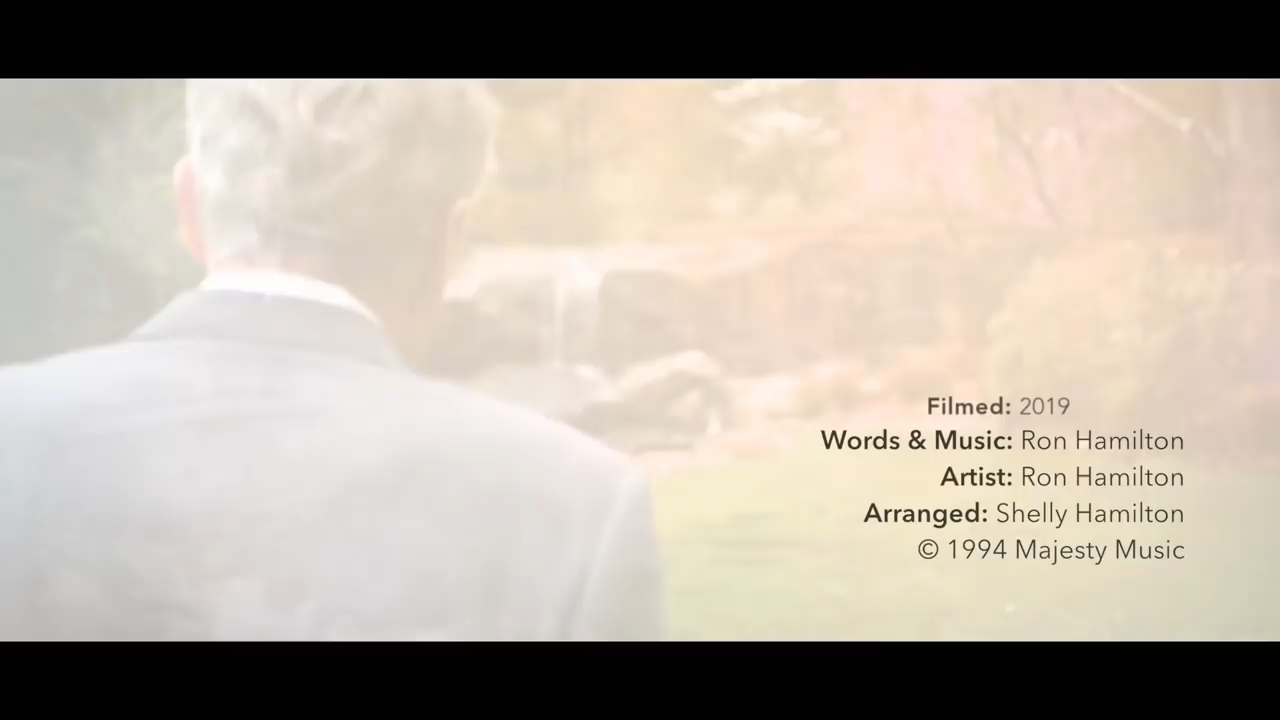 Filmed: 2019
Words & Music: Ron Hamilton
Artist: Ron Hamilton
Arranged: Shelly Hamilton
© 1994 Majesty Music